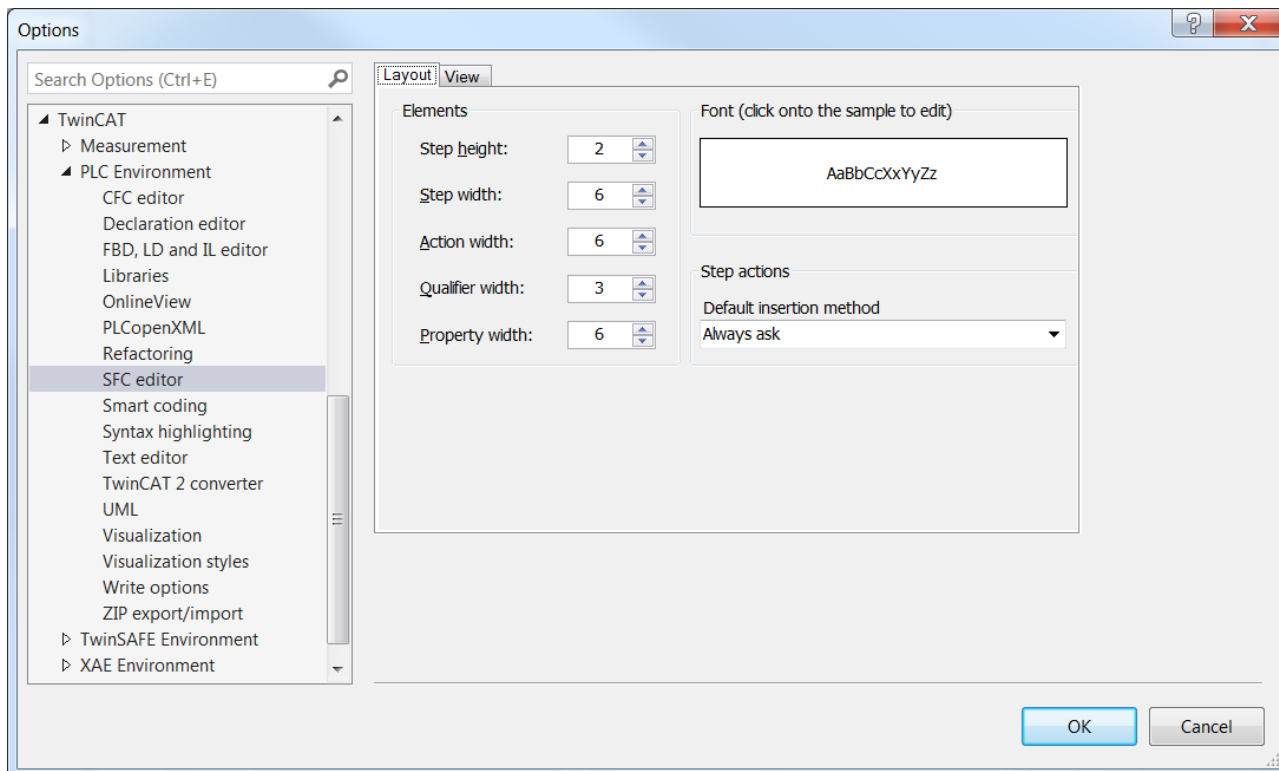 Options
Search Options (Ctrl+E)
TwinCAT
Measurement
PLC Environment
CFC editor
Declaration editor
FBD, LD and IL editor
Libraries
OnlineView
PLCopenXML
Refactoring
SFC editor
Smart coding
Syntax highlighting
Text editor
TwinCAT 2 converter
UML
Visualization
Visualization styles
Write options
ZIP export/import
TwinSAFE Environment
XAE Environment
Layout View
Elements
Step height: 2
Step width: 6
Action width: 6
Qualifier width: 3
Property width: 6
Font (click onto the sample to edit)
AaBbCcXxYyZz
Step actions
Default insertion method
Always ask
OK Cancel